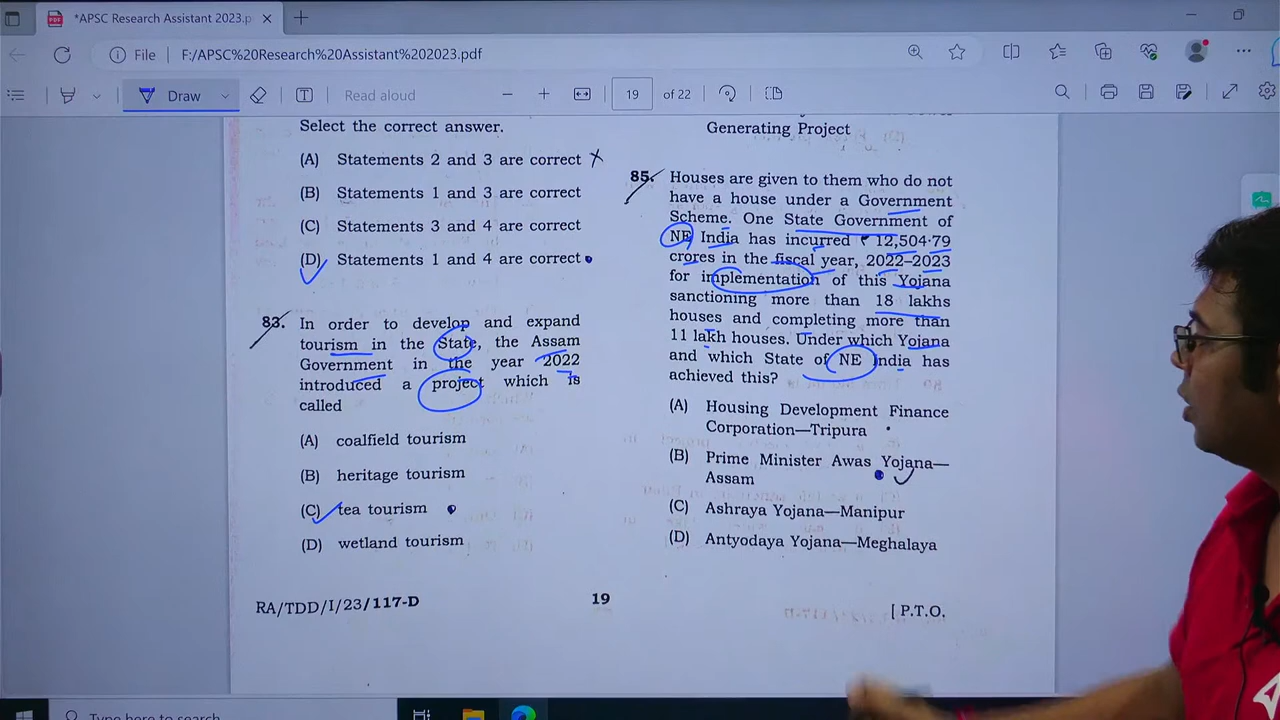 *APSC Research Assistant 2023.p
File
F:/APSC%20Research%20Assistant%202023.pdf
Draw
Read aloud
19
of 22
Select the correct answer.
(A) Statements 2 and 3 are correct
(B) Statements 1 and 3 are correct
(C) Statements 3 and 4 are correct
(D) Statements 1 and 4 are correct
83. In order to develop and expand
tourism in the State, the Assam
Government in the year 2022
introduced a project which is
called
(A) coalfield tourism
(B) heritage tourism
(C) tea tourism
(D) wetland tourism
Generating Project
85. Houses are given to them who do not
have a house under a Government
Scheme. One State Government of
NE India has incurred ₹ 12,504·79
crores in the fiscal year, 2022–2023
for implementation of this Yojana
sanctioning more than 18 lakhs
houses and completing more than
11 lakh houses. Under which Yojana
and which State of NE India has
achieved this?
(A) Housing Development Finance
Corporation—Tripura
(B) Prime Minister Awas Yojana—
Assam
(C) Ashraya Yojana—Manipur
(D) Antyodaya Yojana—Meghalaya
RA/TDD/I/23/117-D
19
[ P.T.O.
Type here to search